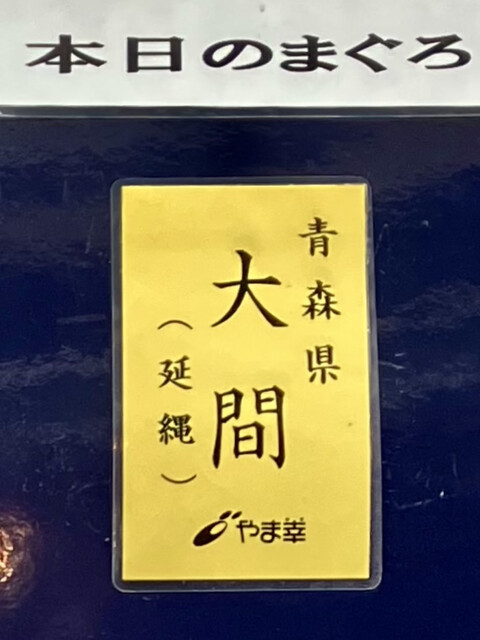 本日のまぐろ
青森県
大間
（延縄）
やま幸